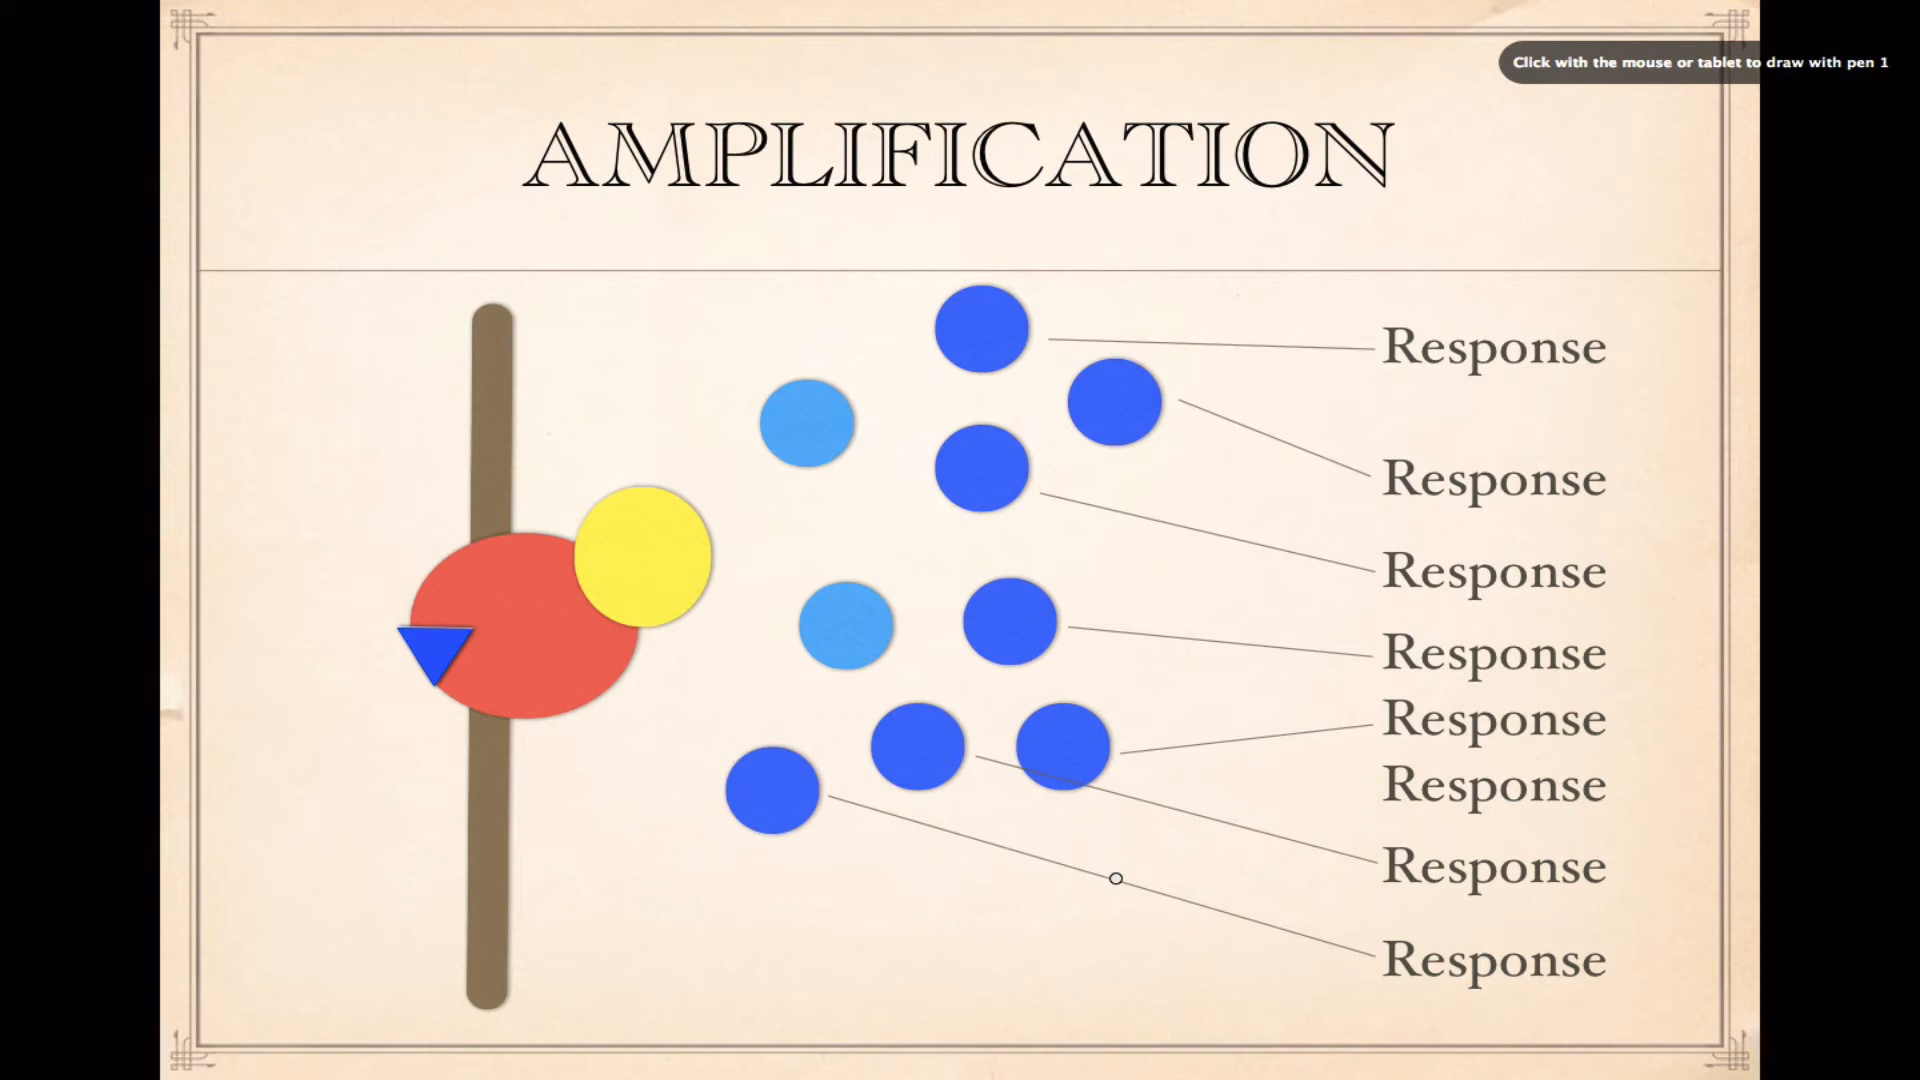 Click with the mouse or tablet to draw with pen 1
AMPLIFICATION
Response
Response
Response
Response
Response
Response
Response
Response